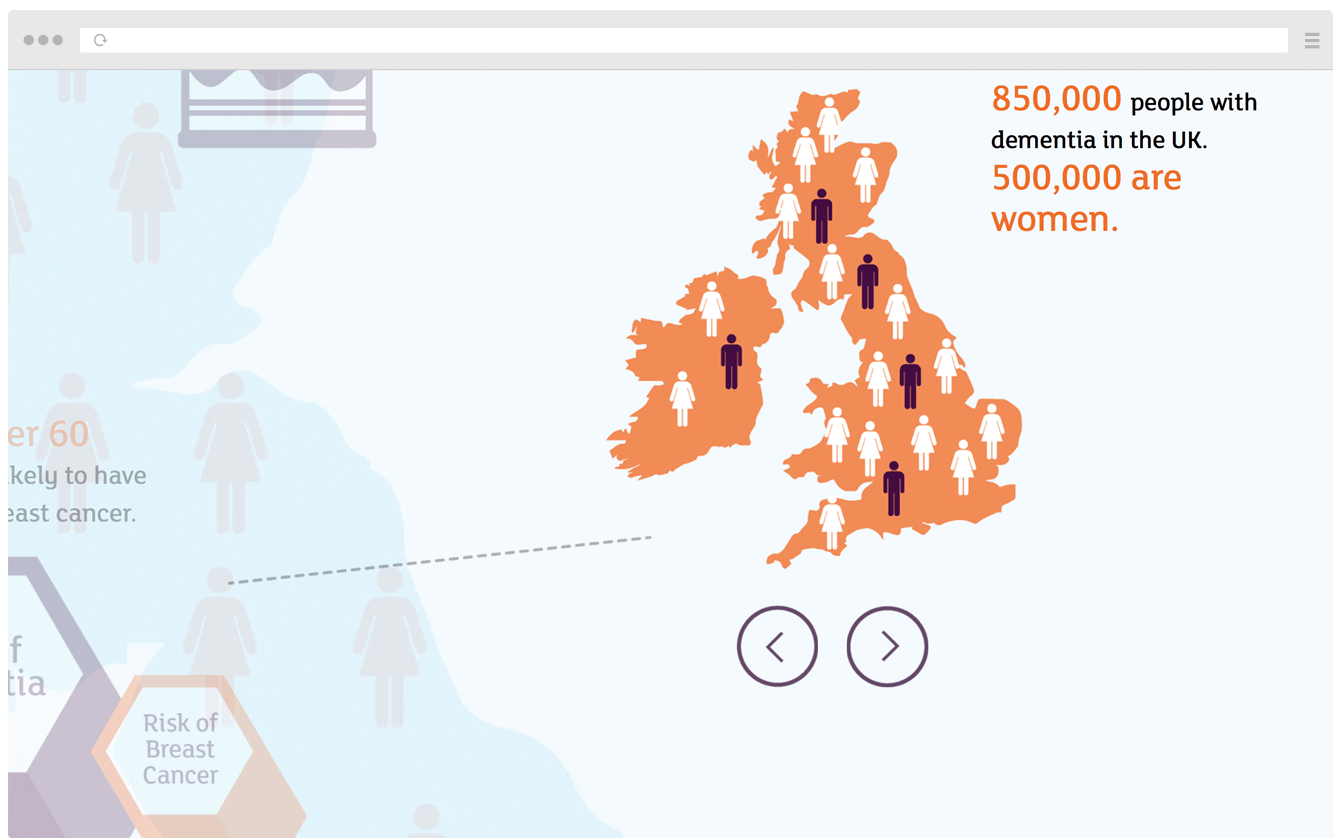 850,000 people with
dementia in the UK.
500,000 are
women.
er 60
ikely to have
east cancer.
f
tia
Risk of
Breast
Cancer